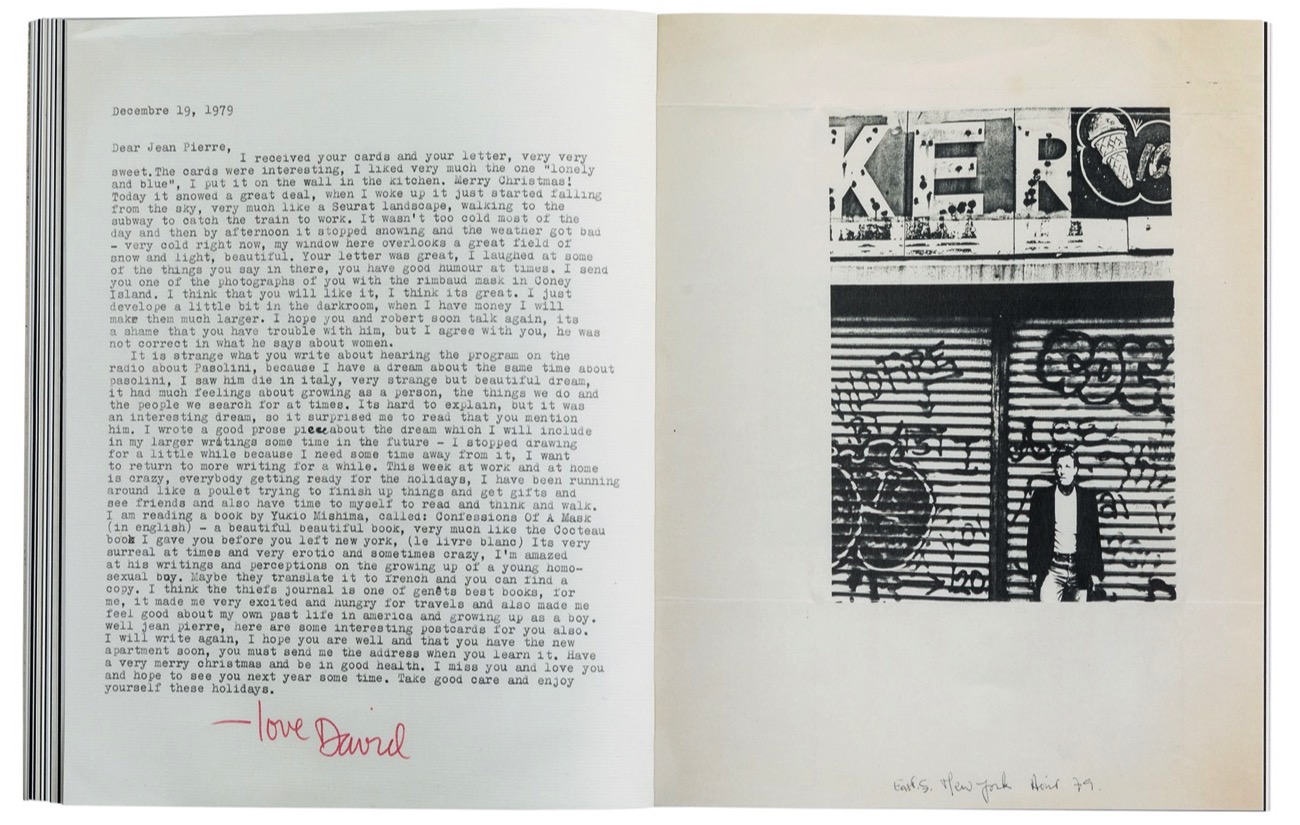 Decembre 19, 1979
Dear Jean Pierre,
I received your cards and your letter, very very
sweet.The cards were interesting, I liked very much the one "lonely
and blue", I put it on the wall in the kitchen. Merry Christmas!
Today it snowed a great deal, when I woke up it just started falling
from the sky, very much like a Seurat landscape, walking to the
subway to catch the train to work. It wasn't too cold most of the
day and then by afternoon it stopped snowing and the weather got bad
- very cold right now, my window here overlooks a great field of
snow and light, beautiful. Your letter was great, I laughed at some
of the things you say in there, you have good humour at times. I send
you one of the photographs of you with the rimbaud mask in Coney
Island. I think that you will like it, I think its great. I just
develope a little bit in the darkroom, when I have money I will
make them much larger. I hope you and robert soon talk again, its
a shame that you have trouble with him, but I agree with you, he was
not correct in what he says about women.
It is strange what you write about hearing the program on the
radio about Pasolini, because I have a dream about the same time about
pasolini, I saw him die in italy, very strange but beautiful dream,
it had much feelings about growing as a person, the things we do and
the people we search for at times. Its hard to explain, but it was
an interesting dream, so it surprised me to read that you mention
him. I wrote a good prose piece about the dream which I will include
in my larger writings some time in the future - I stopped drawing
for a little while because I need some time away from it, I want
to return to more writing for a while. This week at work and at home
is crazy, everybody getting ready for the holidays, I have been running
around like a poulet trying to finish up things and get gifts and
see friends and also have time to myself to read and think and walk.
I am reading a book by Yukio Mishima, called: Confessions Of A Mask
(in english) - a beautiful beautiful book, very much like the Cocteau
book I gave you before you left new york, (le livre blanc) Its very
surreal at times and very erotic and sometimes crazy, I'm amazed
at his writings and perceptions on the growing up of a young homo-
sexual boy. Maybe they translate it to french and you can find a
copy. I think the thiefs journal is one of genêts best books, for
me, it made me very excited and hungry for travels and also made me
feel good about my own past life in america and growing up as a boy.
well jean pierre, here are some interesting postcards for you also.
I will write again, I hope you are well and that you have the new
apartment soon, you must send me the address when you learn it. Have
a very merry christmas and be in good health. I miss you and love you
and hope to see you next year some time. Take good care and enjoy
yourself these holidays.
—love David
KER
IC
120
New York 79.